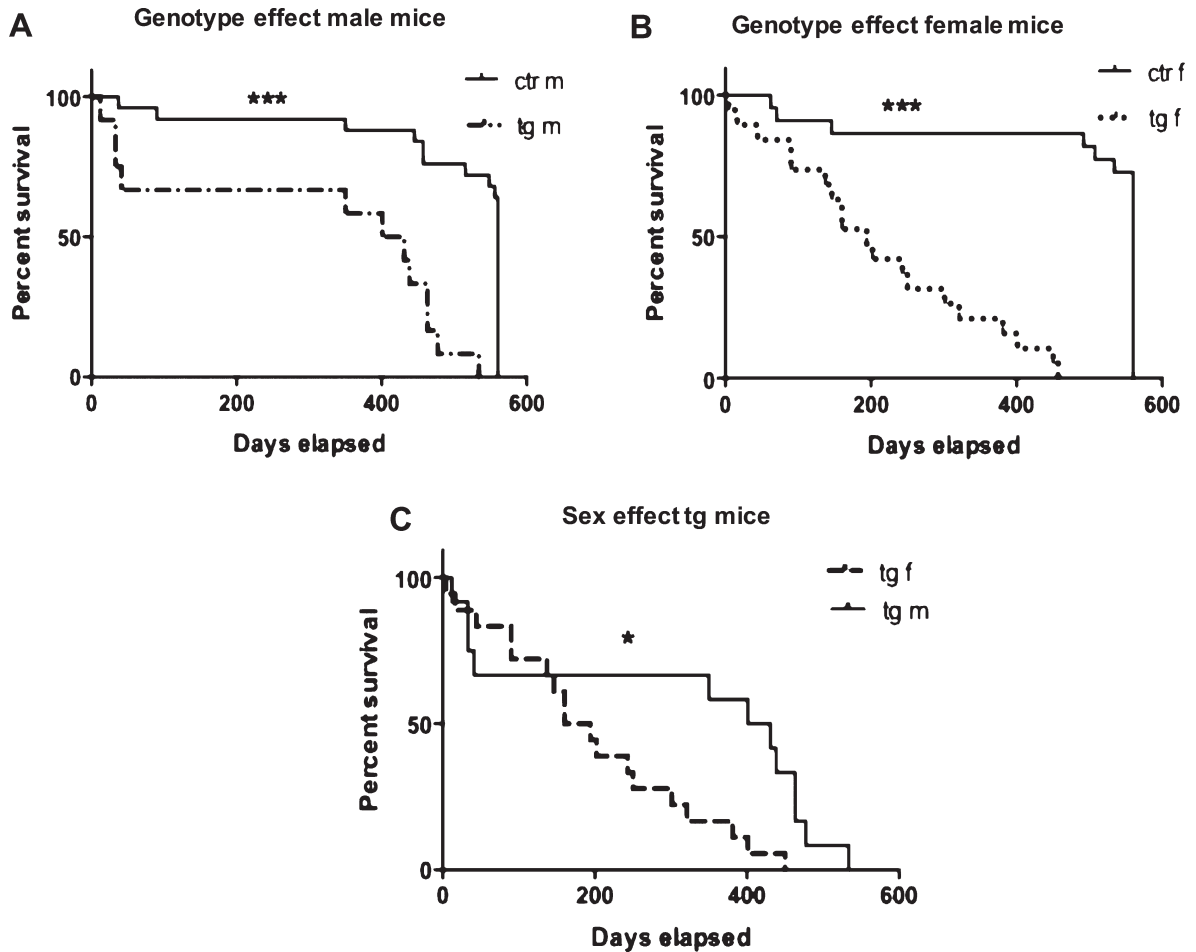 A
Genotype effect male mice
ctr m
tg m
***
100
50
0
Percent survival
0 200 400 600
Days elapsed
B
Genotype effect female mice
ctr f
tg f
***
100
50
0
Percent survival
0 200 400 600
Days elapsed
C
Sex effect tg mice
tg f
tg m
*
100
50
0
Percent survival
0 200 400 600
Days elapsed